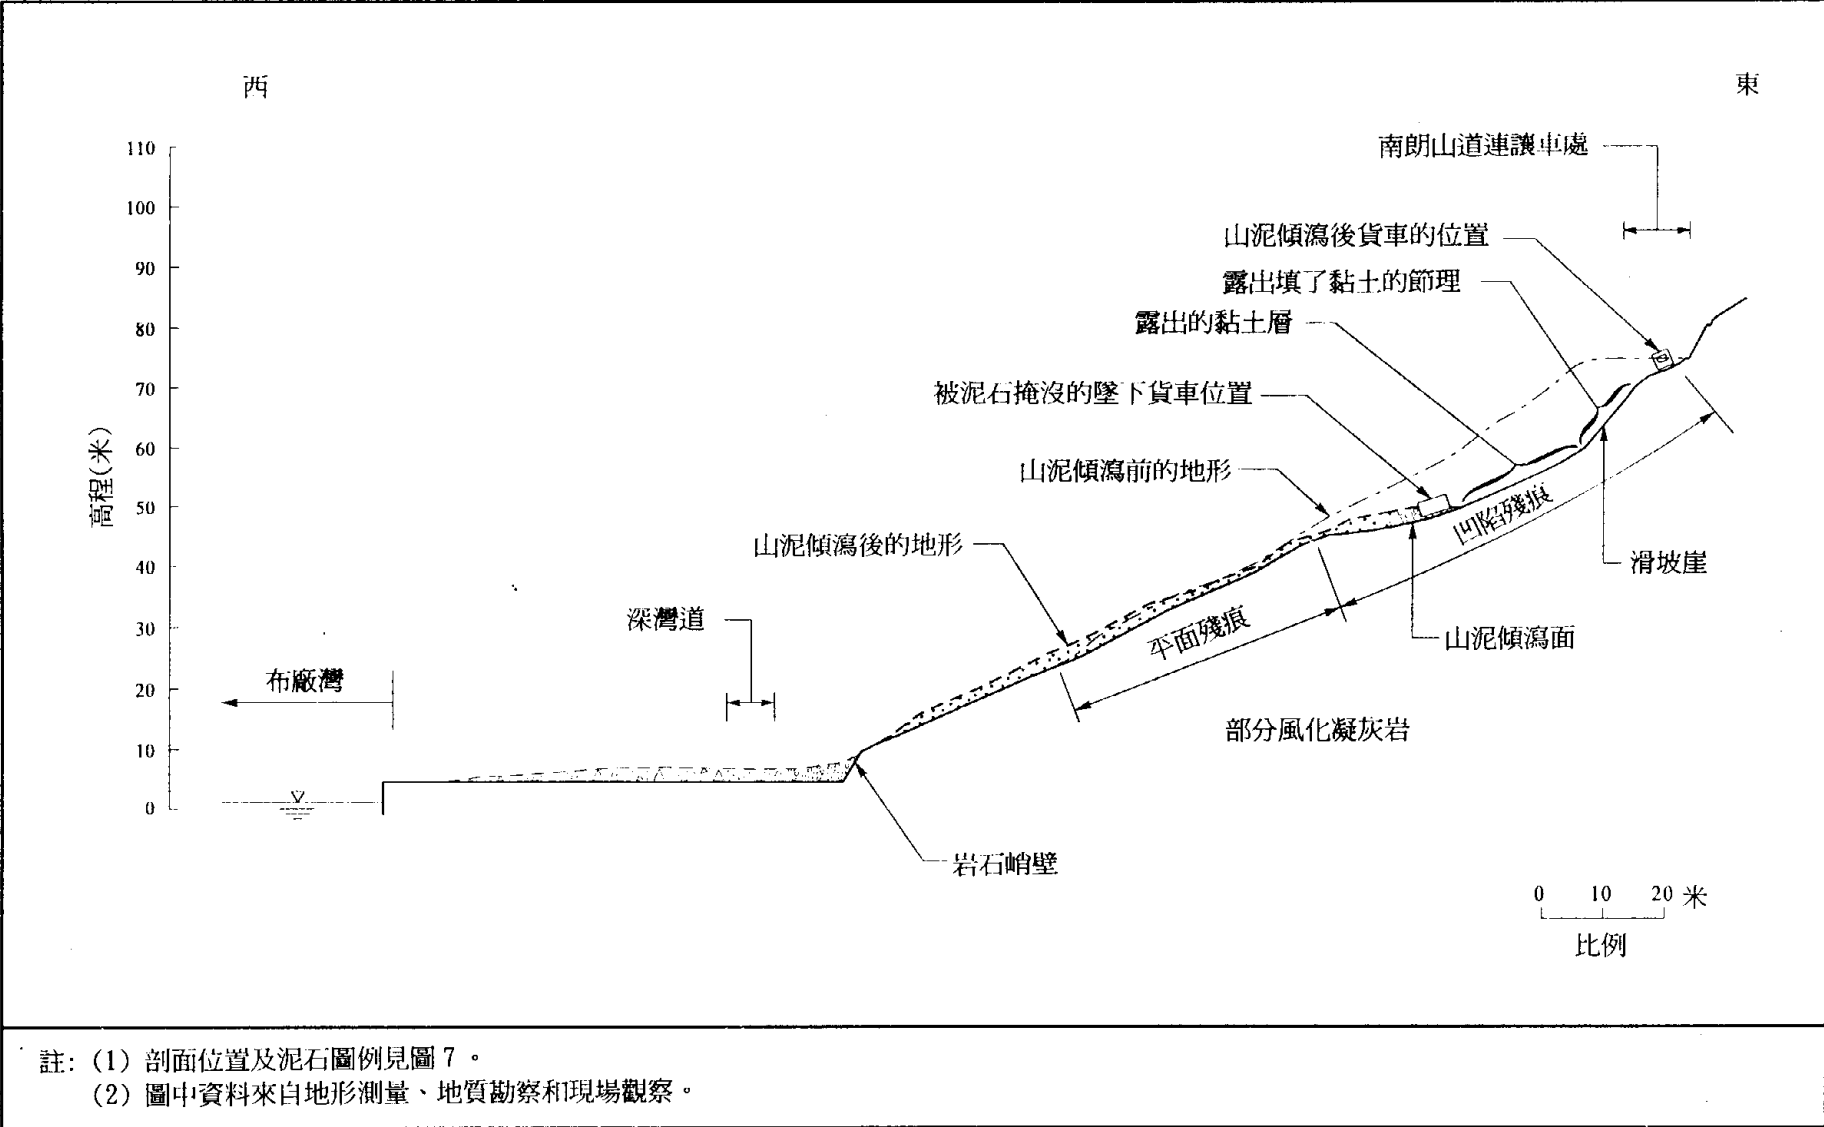 西
東
南朗山道連讓車處
山泥傾瀉後貨車的位置
露出填了黏土的節理
露出的黏土層
被泥石掩沒的墜下貨車位置
山泥傾瀉前的地形
山泥傾瀉後的地形
深灣道
布廠灣
高程(米)
110
100
90
80
70
60
50
40
30
20
10
0
凹陷殘痕
滑坡崖
山泥傾瀉面
平面殘痕
部分風化凝灰岩
岩石峭壁
0 10 20 米
比例
註: (1) 剖面位置及泥石圖例見圖 7 。
(2) 圖中資料來自地形測量、地質勘察和現場觀察。